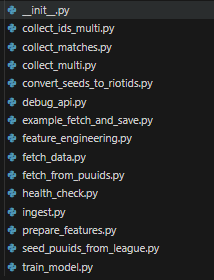 __init__.py
collect_ids_multi.py
collect_matches.py
collect_multi.py
convert_seeds_to_riotids.py
debug_api.py
example_fetch_and_save.py
feature_engineering.py
fetch_data.py
fetch_from_puuids.py
health_check.py
ingest.py
prepare_features.py
seed_puuids_from_league.py
train_model.py